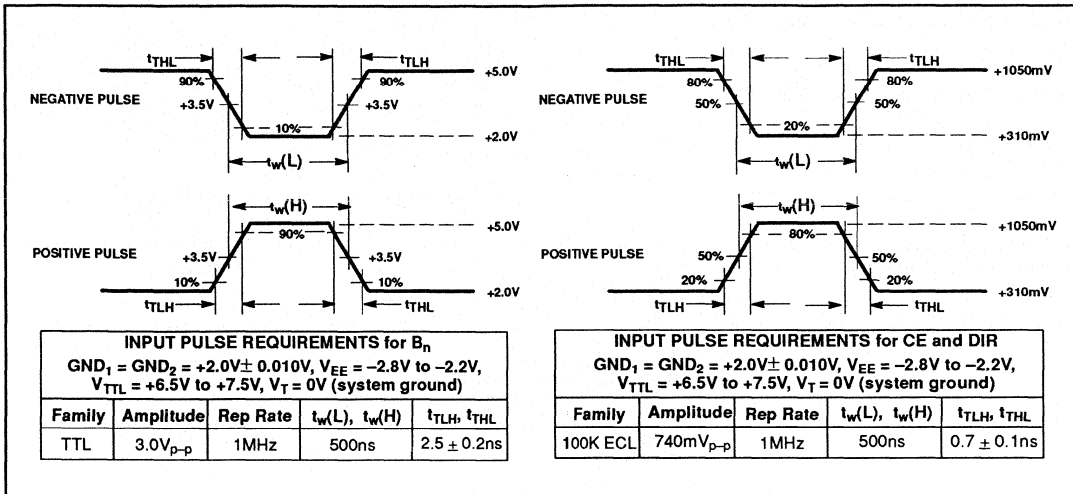 tTHL tTLH
90% 90% +5.0V
NEGATIVE PULSE +3.5V +3.5V
10% +2.0V
tw(L)
tw(H)
+5.0V
90%
POSITIVE PULSE +3.5V +3.5V
10% 10% +2.0V
tTLH tTHL
INPUT PULSE REQUIREMENTS for Bn
GND1 = GND2 = +2.0V± 0.010V, VEE = –2.8V to –2.2V,
VTTL = +6.5V to +7.5V, VT = 0V (system ground)
Family Amplitude Rep Rate tw(L), tw(H) tTLH, tTHL
TTL 3.0Vp–p 1MHz 500ns 2.5 ± 0.2ns
tTHL tTLH
80% 80% +1050mV
NEGATIVE PULSE 50% 50%
20% +310mV
tw(L)
tw(H)
+1050mV
80%
POSITIVE PULSE 50% 50%
20% 20% +310mV
tTLH tTHL
INPUT PULSE REQUIREMENTS for CE and DIR
GND1 = GND2 = +2.0V± 0.010V, VEE = –2.8V to –2.2V,
VTTL = +6.5V to +7.5V, VT = 0V (system ground)
Family Amplitude Rep Rate tw(L), tw(H) tTLH, tTHL
100K ECL 740mVp–p 1MHz 500ns 0.7 ± 0.1ns